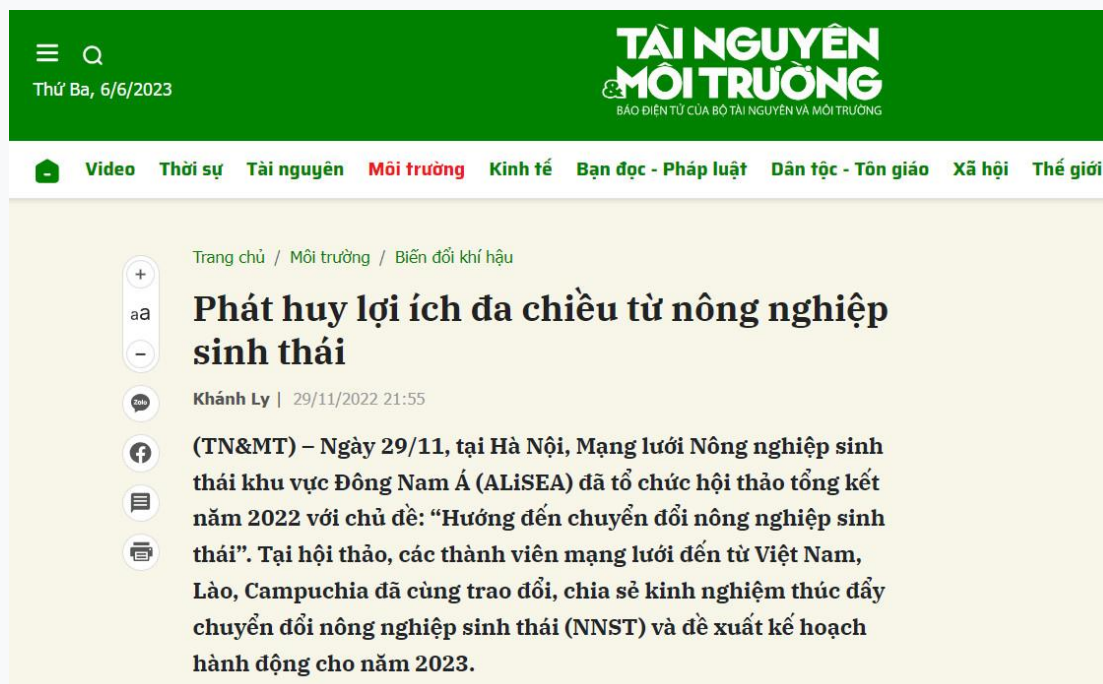 Thứ Ba, 6/6/2023
TÀI NGUYÊN
&MÔI TRƯỜNG
BÁO ĐIỆN TỬ CỦA BỘ TÀI NGUYÊN VÀ MÔI TRƯỜNG
Video Thời sự Tài nguyên Môi trường Kinh tế Bạn đọc - Pháp luật Dân tộc - Tôn giáo Xã hội Thế giới
Trang chủ / Môi trường / Biến đổi khí hậu
+
aa
−
Zalo
Phát huy lợi ích đa chiều từ nông nghiệp
sinh thái
Khánh Ly | 29/11/2022 21:55
(TN&MT) – Ngày 29/11, tại Hà Nội, Mạng lưới Nông nghiệp sinh
thái khu vực Đông Nam Á (ALiSEA) đã tổ chức hội thảo tổng kết
năm 2022 với chủ đề: “Hướng đến chuyển đổi nông nghiệp sinh
thái”. Tại hội thảo, các thành viên mạng lưới đến từ Việt Nam,
Lào, Campuchia đã cùng trao đổi, chia sẻ kinh nghiệm thúc đẩy
chuyển đổi nông nghiệp sinh thái (NNST) và đề xuất kế hoạch
hành động cho năm 2023.